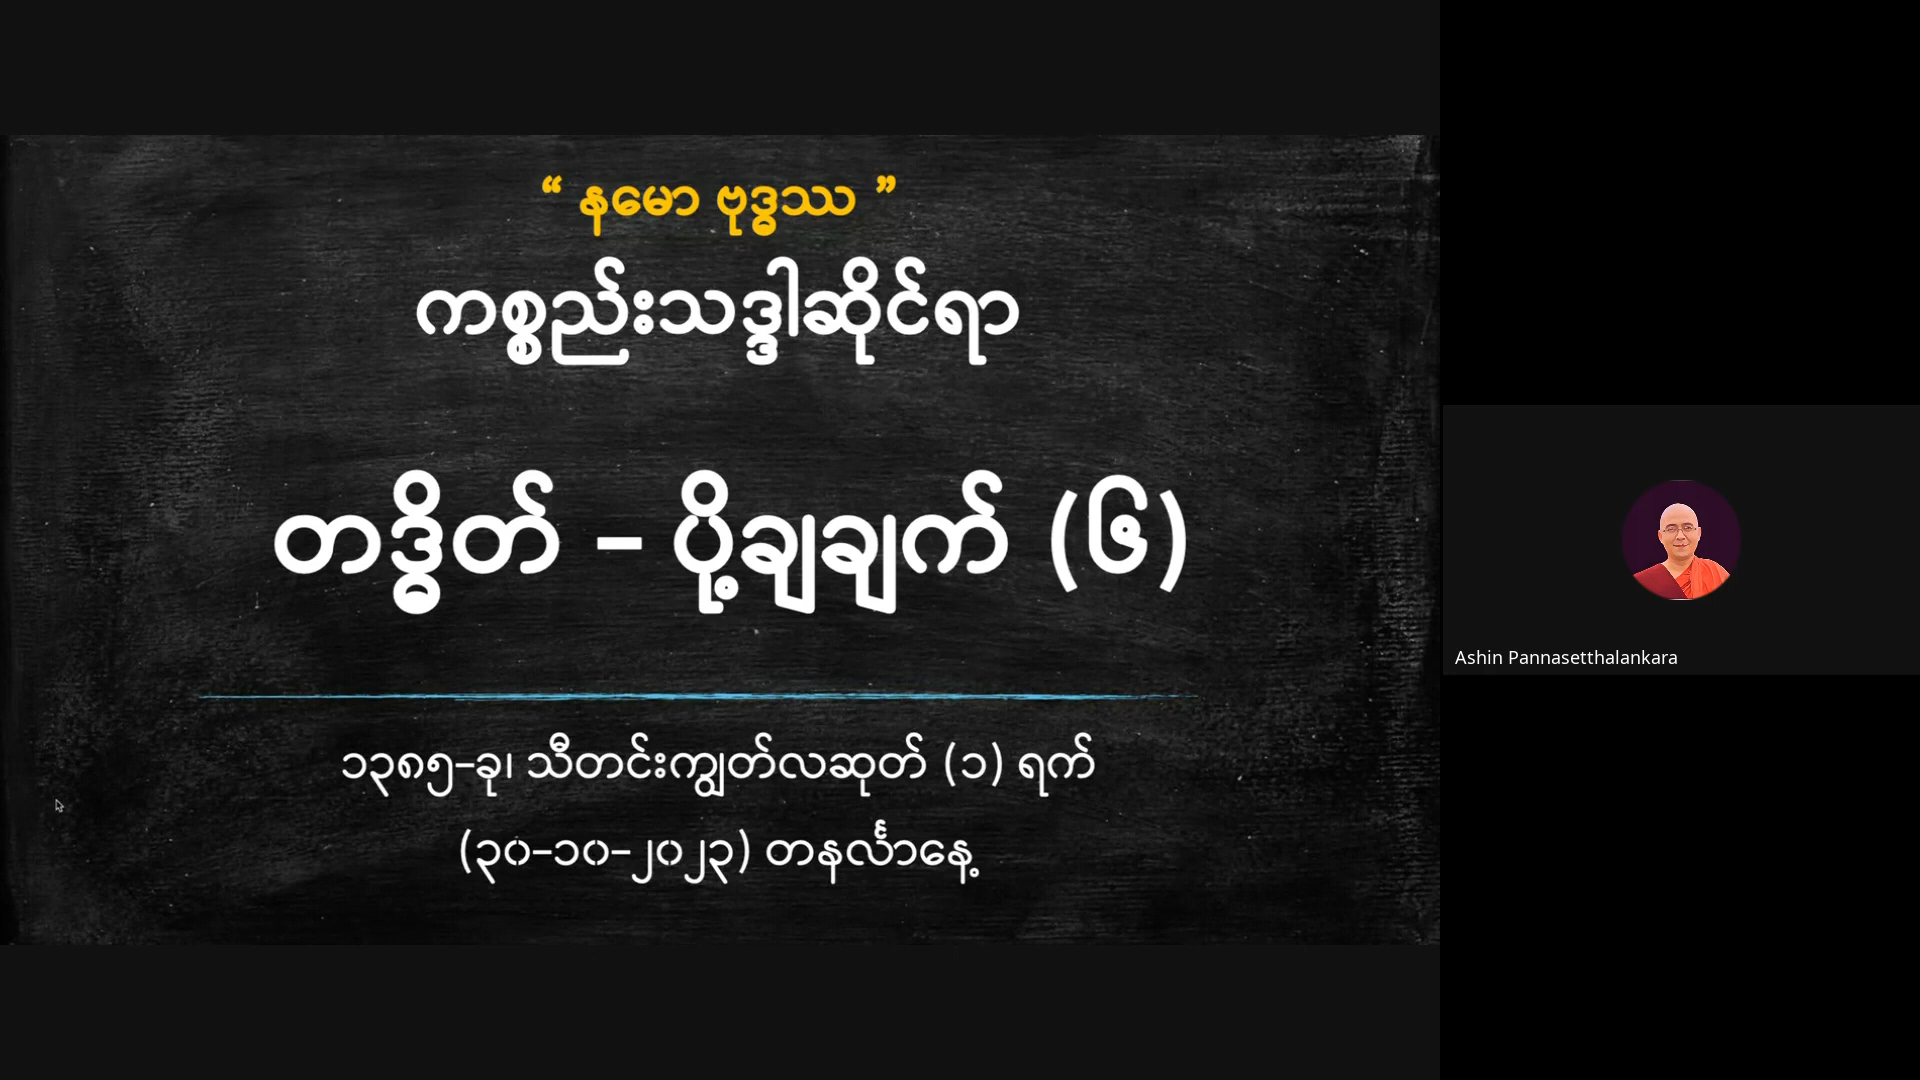 “ နမော ဗုဒ္ဓဿ ”
ကစ္စည်းသဒ္ဒါဆိုင်ရာ
တဒ္ဓိတ် – ပို့ချချက် (၆)
၁၃၈၅–ခု၊ သီတင်းကျွတ်လဆုတ် (၁) ရက်
(၃၀–၁၀–၂၀၂၃) တနင်္လာနေ့
Ashin Pannasetthalankara